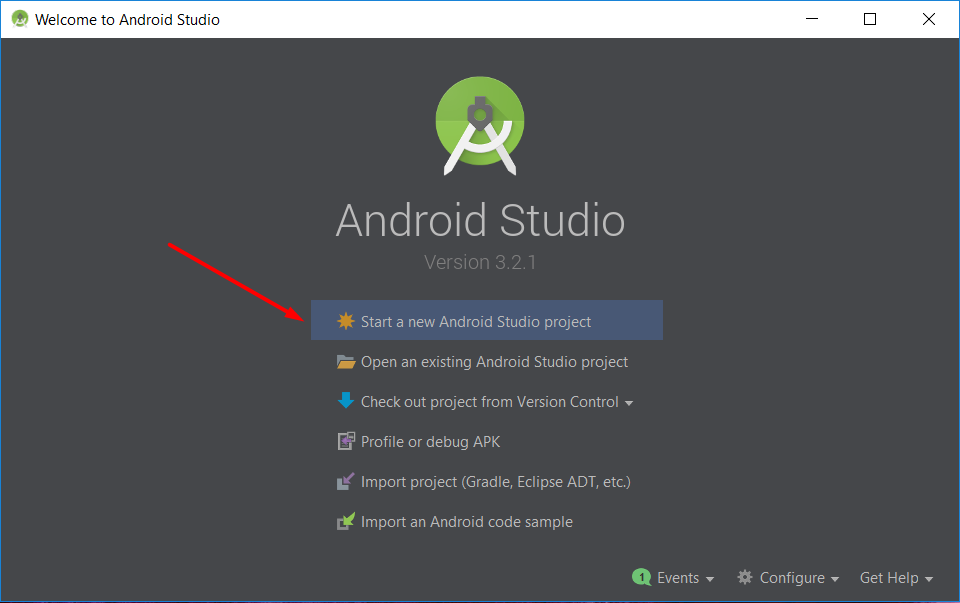 Welcome to Android Studio
Android Studio
Version 3.2.1
Start a new Android Studio project
Open an existing Android Studio project
Check out project from Version Control
Profile or debug APK
Import project (Gradle, Eclipse ADT, etc.)
Import an Android code sample
1 Events Configure Get Help